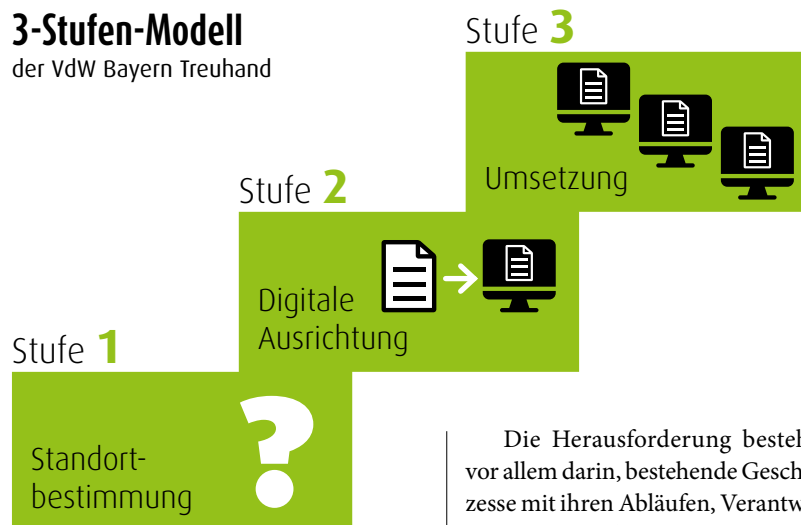 3-Stufen-Modell
der VdW Bayern Treuhand
Stufe 3
Umsetzung
Stufe 2
Digitale
Ausrichtung
Stufe 1
Standort-
bestimmung
?
Die Herausforderung besteh
vor allem darin, bestehende Gesch
zesse mit ihren Abläufen, Verantw